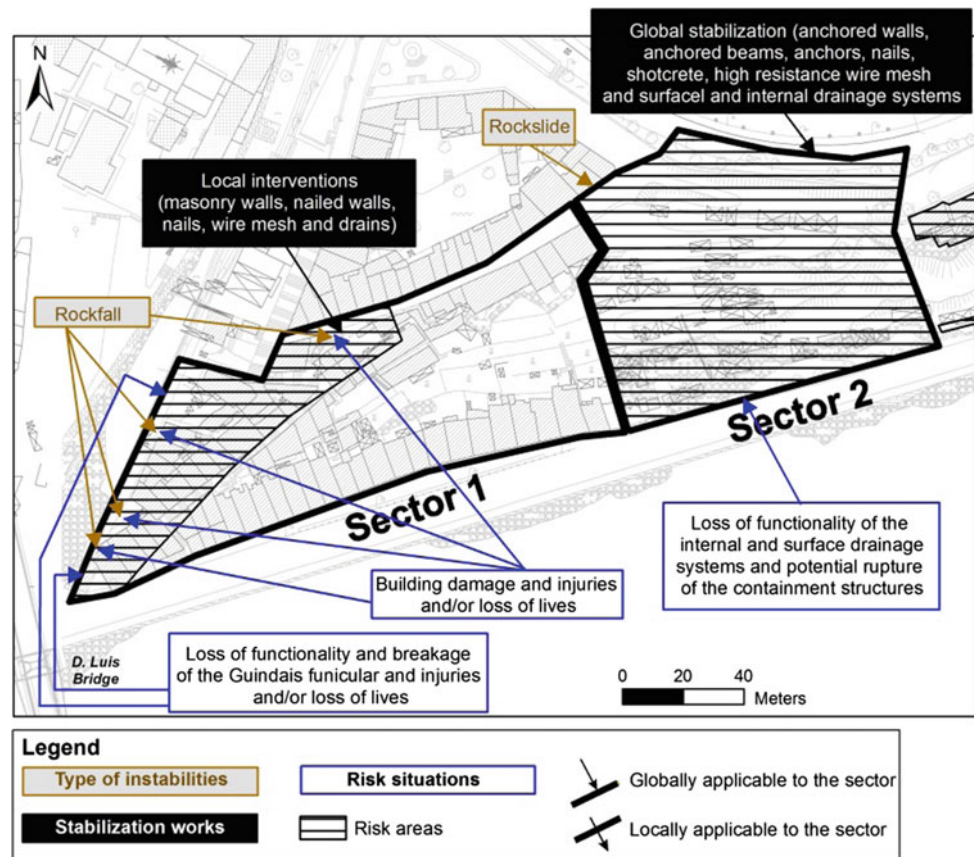 N
Global stabilization (anchored walls,
anchored beams, anchors, nails,
shotcrete, high resistance wire mesh
and surfacel and internal drainage systems
Rockslide
Local interventions
(masonry walls, nailed walls,
nails, wire mesh and drains)
Rockfall
Sector 2
Sector 1
Loss of functionality of the
internal and surface drainage
systems and potential rupture
of the containment structures
Building damage and injuries
and/or loss of lives
D. Luis
Bridge
Loss of functionality and breakage
of the Guindais funicular and injuries
and/or loss of lives
0 20 40
Meters
Legend
Type of instabilities
Risk situations
Globally applicable to the sector
Stabilization works
Risk areas
Locally applicable to the sector